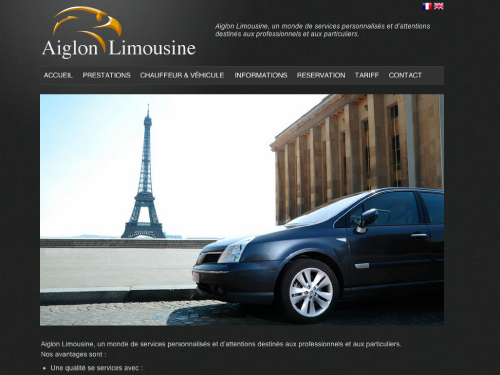 Aiglon Limousine
Aiglon Limousine, un monde de services personnalisés et d'attentions
destinés aux professionnels et aux particuliers.
ACCUEIL PRESTATIONS CHAUFFEUR & VÉHICULE INFORMATIONS RESERVATION TARIFF CONTACT
Aiglon Limousine, un monde de services personnalisés et d'attentions destinés aux professionnels et aux particuliers.
Nos avantages sont :
• Une qualité se services avec :